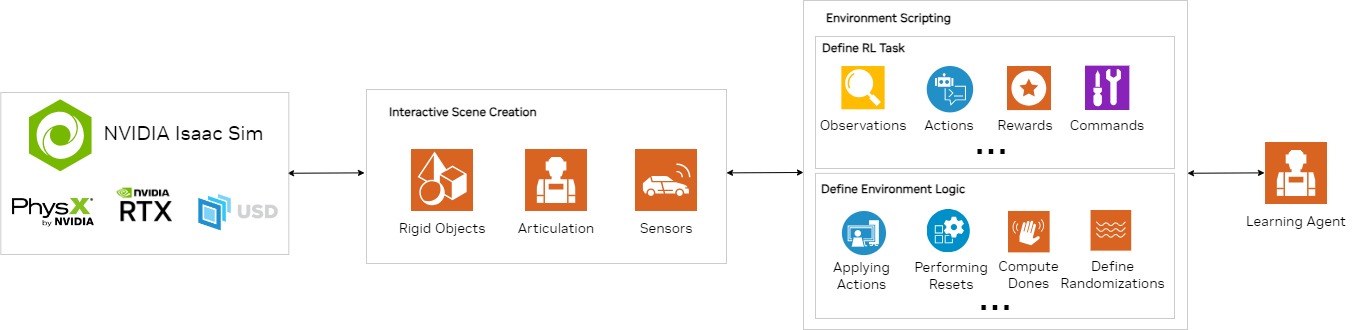 NVIDIA Isaac Sim
PhysX®
by NVIDIA
NVIDIA
RTX
USD
Interactive Scene Creation
Rigid Objects
Articulation
Sensors
Environment Scripting
Define RL Task
Observations
Actions
Rewards
Commands
...
Define Environment Logic
Applying
Actions
Performing
Resets
Compute
Dones
Define
Randomizations
...
Learning Agent